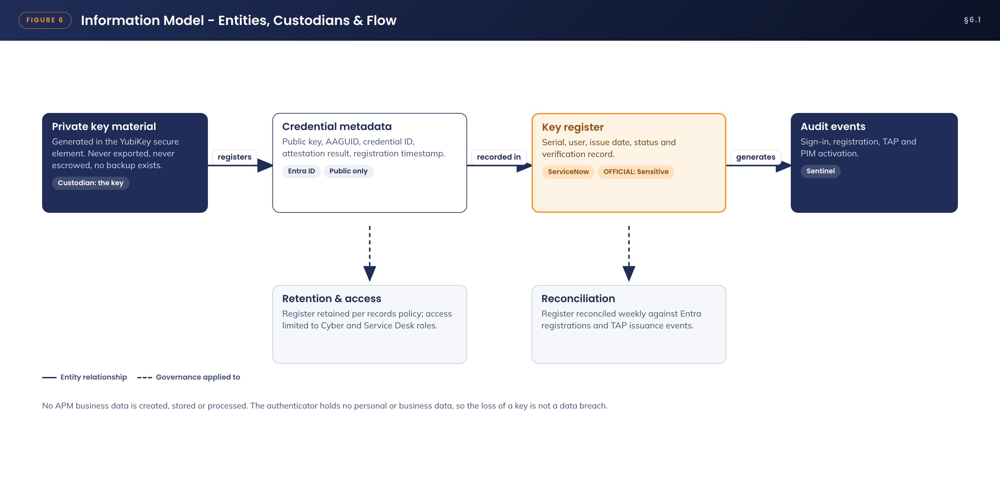 FIGURE 6
Information Model - Entities, Custodians & Flow
§6.1
Private key material
Generated in the YubiKey secure
element. Never exported, never
escrowed, no backup exists.
Custodian: the key
registers
Credential metadata
Public key, AAGUID, credential ID,
attestation result, registration timestamp.
Entra ID
Public only
recorded in
Key register
Serial, user, issue date, status and
verification record.
ServiceNow
OFFICIAL: Sensitive
generates
Audit events
Sign-in, registration, TAP and
PIM activation.
Sentinel
Retention & access
Register retained per records policy; access
limited to Cyber and Service Desk roles.
Reconciliation
Register reconciled weekly against Entra
registrations and TAP issuance events.
Entity relationship
Governance applied to
No APM business data is created, stored or processed. The authenticator holds no personal or business data, so the loss of a key is not a data breach.